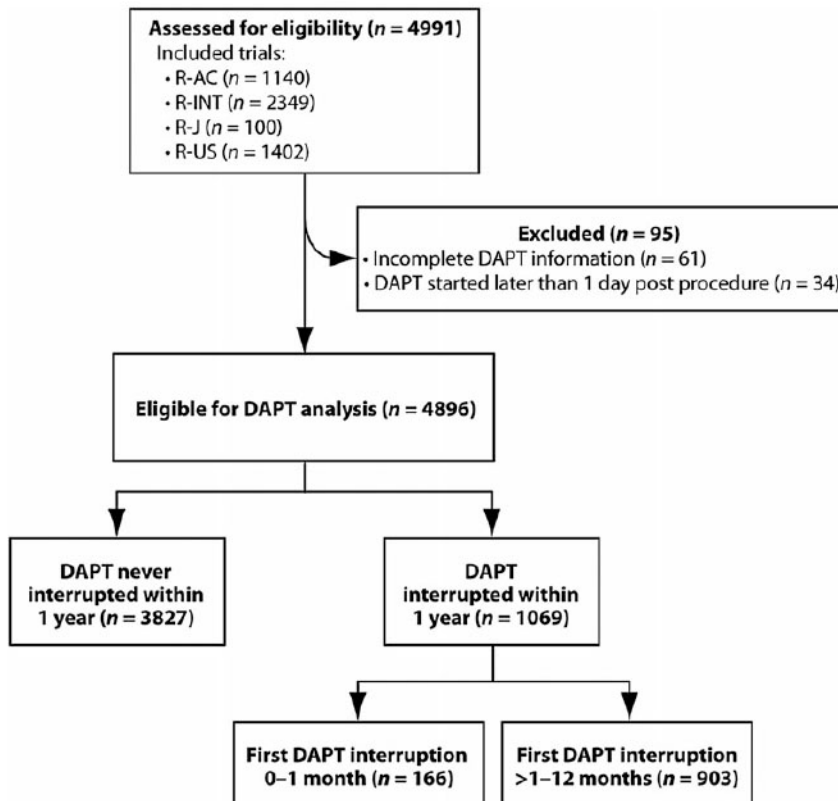 Assessed for eligibility (n = 4991)
Included trials:
• R-AC (n = 1140)
• R-INT (n = 2349)
• R-J (n = 100)
• R-US (n = 1402)
Excluded (n = 95)
• Incomplete DAPT information (n = 61)
• DAPT started later than 1 day post procedure (n = 34)
Eligible for DAPT analysis (n = 4896)
DAPT never
interrupted within
1 year (n = 3827)
DAPT
interrupted within
1 year (n = 1069)
First DAPT interruption
0–1 month (n = 166)
First DAPT interruption
>1–12 months (n = 903)